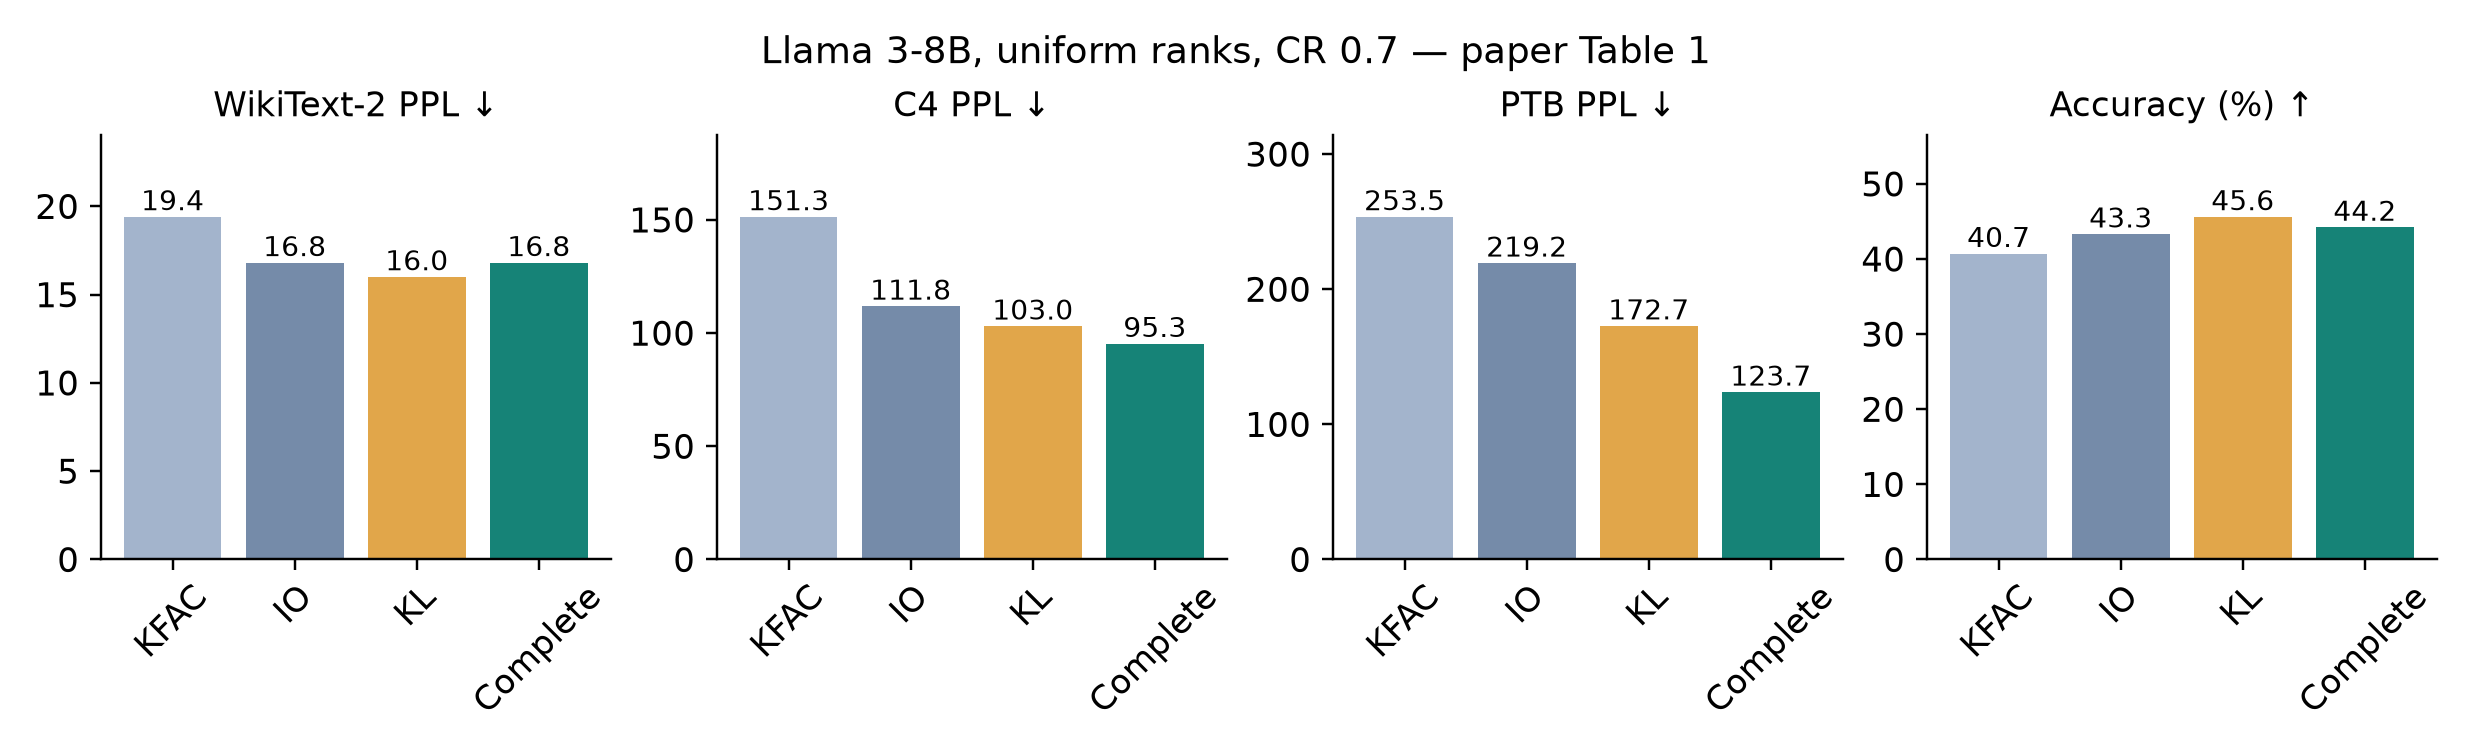 Llama 3-8B, uniform ranks, CR 0.7 — paper Table 1
WikiText-2 PPL ↓
20
15
10
5
0
19.4
16.8
16.0
16.8
KFAC
IO
KL
Complete
C4 PPL ↓
150
100
50
0
151.3
111.8
103.0
95.3
KFAC
IO
KL
Complete
PTB PPL ↓
300
200
100
0
253.5
219.2
172.7
123.7
KFAC
IO
KL
Complete
Accuracy (%) ↑
50
40
30
20
10
0
40.7
43.3
45.6
44.2
KFAC
IO
KL
Complete